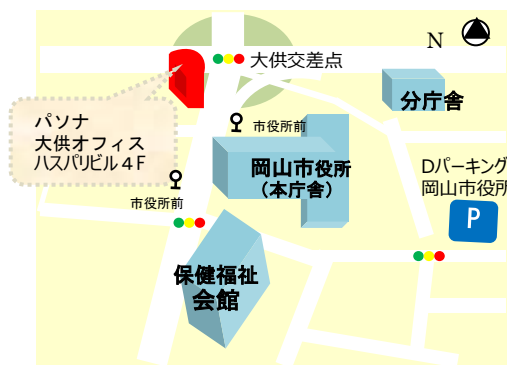 N
大供交差点
分庁舎
パソナ
大供オフィス
ハスパリビル４F
市役所前
岡山市役所
（本庁舎）
Dパーキング
岡山市役所
P
市役所前
保健福祉
会館